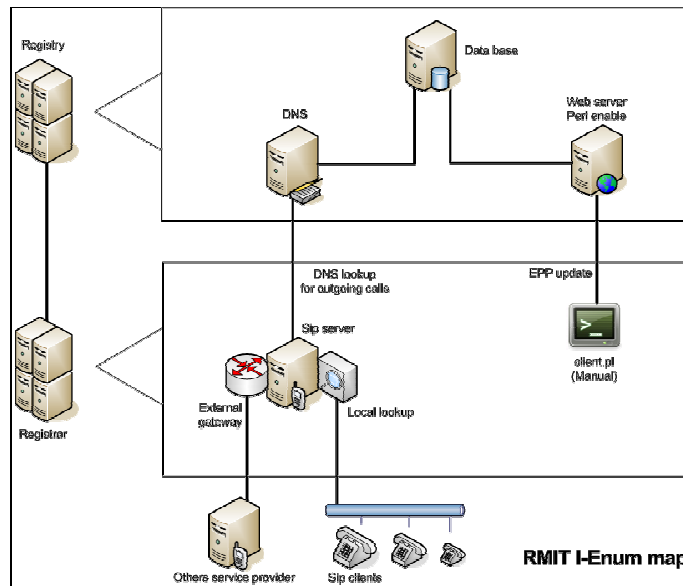 Registry
Data base
DNS
Web server
Perl enable
DNS lookup
for outgoing calls
EPP update
Sip server
>_
client.pl
(Manual)
External
gateway
Local lookup
Registrar
Others service provider
Sip clients
RMIT I-Enum map